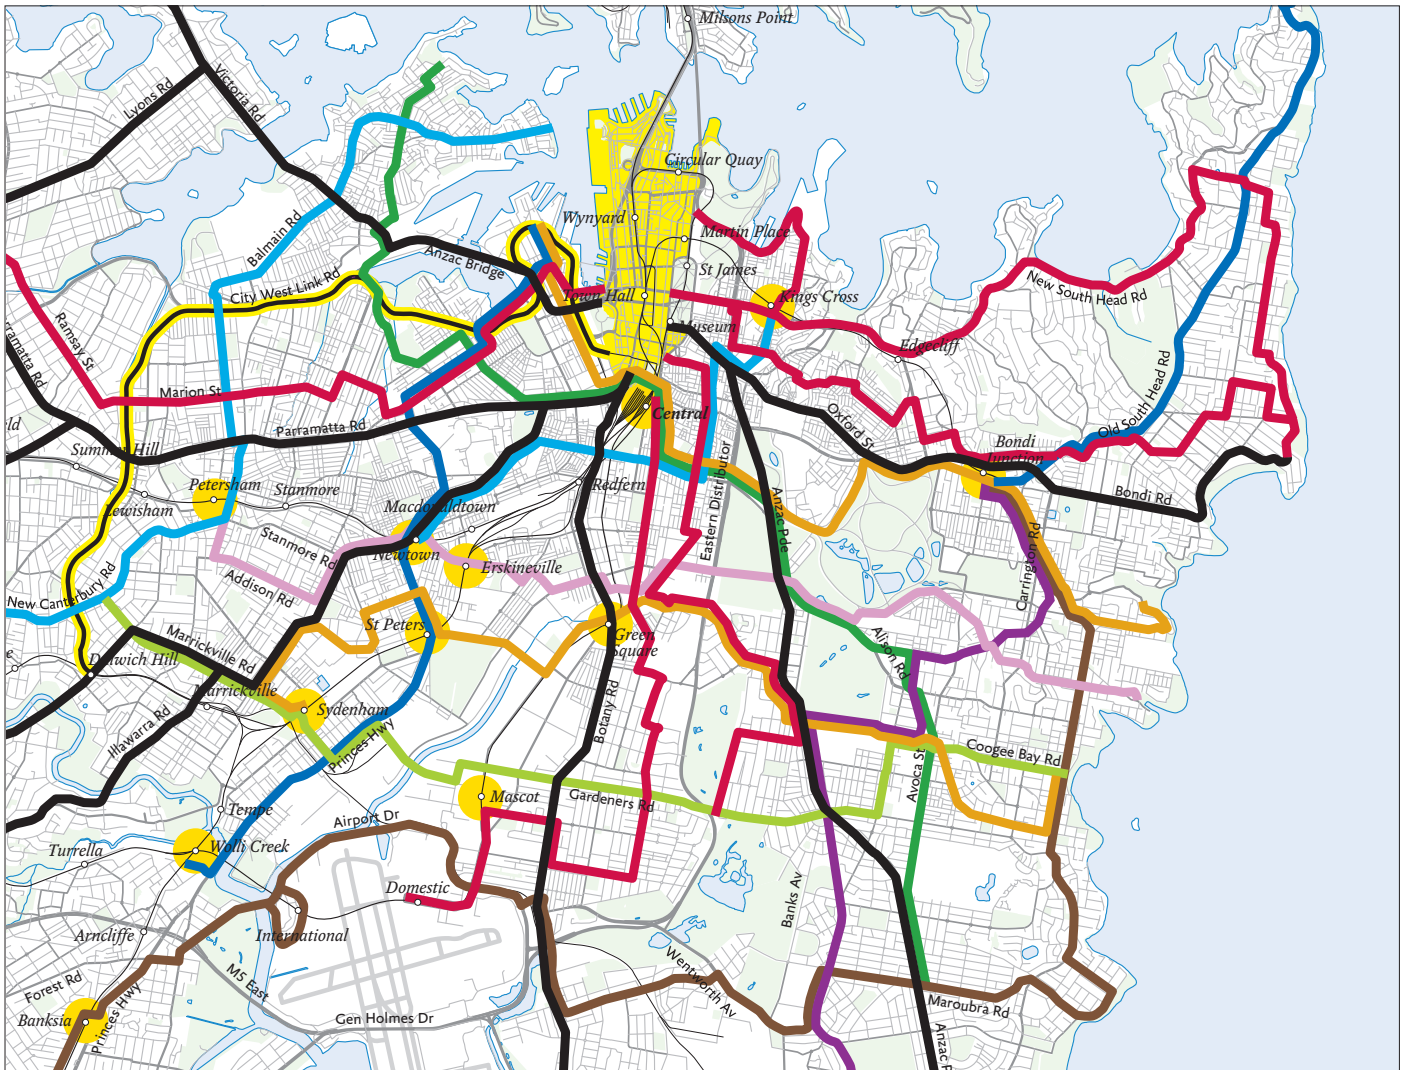 Milsons Point
Lyons Rd
Victoria Rd
Circular Quay
Wynyard
Martin Place
Balmain Rd
Anzac Bridge
St James
City West Link Rd
Town Hall
Kings Cross
New South Head Rd
Ramsay St
Museum
Edgecliff
Marion St
Old South Head Rd
Parramatta Rd
Central
Oxford St
Summer Hill
Bondi
Junction
Petersham
Stanmore
Redfern
Eastern Distributor
Bondi Rd
Lewisham
Macdonaldtown
Anzac Pde
Stanmore Rd
Newtown
Erskineville
Carrington Rd
New Canterbury Rd
Addison Rd
St Peters
Green
Square
Marrickville Rd
Dulwich Hill
Alison Rd
Marrickville
Sydenham
Illawarra Rd
Botany Rd
Princes Hwy
Coogee Bay Rd
Avoca St
Mascot
Gardeners Rd
Tempe
Airport Dr
Turrella
Wolli Creek
Domestic
Banks Av
Arncliffe
International
Forest Rd
M5 East
Wentworth Av
Banksia
Princes Hwy
Gen Holmes Dr
Maroubra Rd
Anzac P